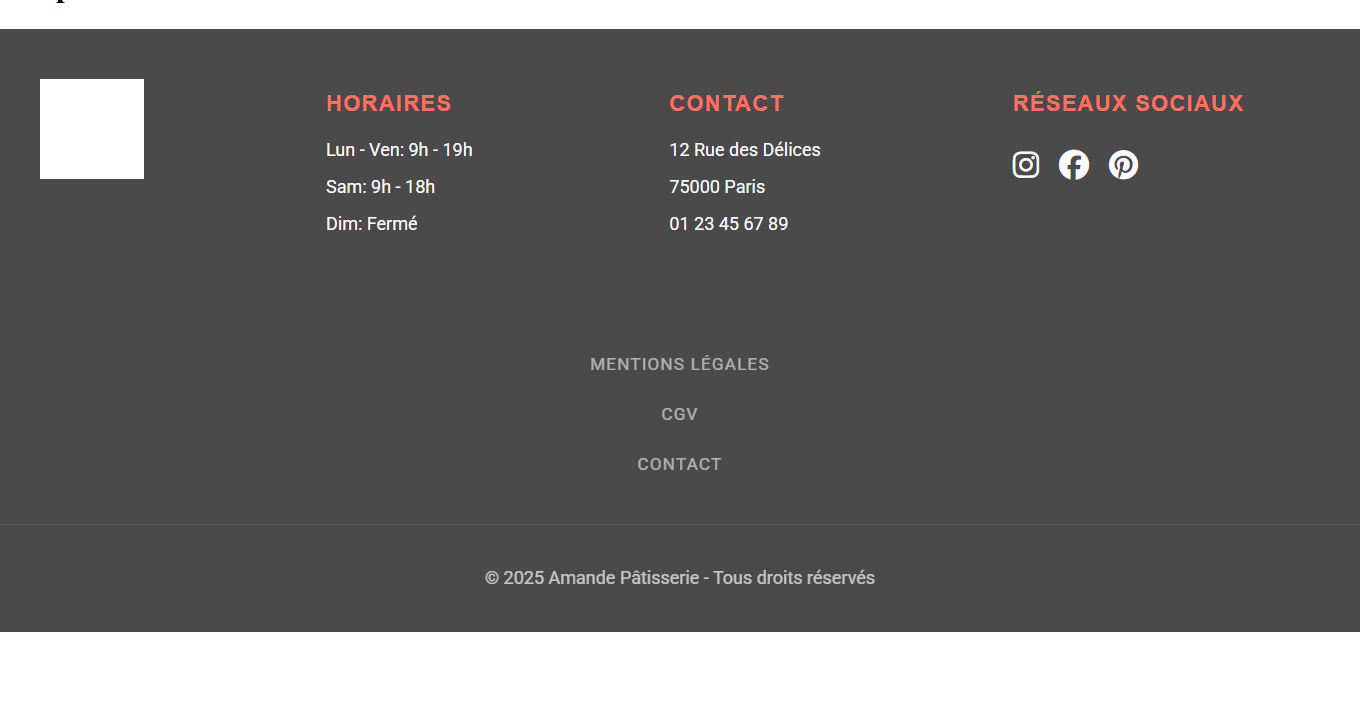 HORAIRES
Lun - Ven: 9h - 19h
Sam: 9h - 18h
Dim: Fermé
CONTACT
12 Rue des Délices
75000 Paris
01 23 45 67 89
RÉSEAUX SOCIAUX
MENTIONS LÉGALES
CGV
CONTACT
© 2025 Amande Pâtisserie - Tous droits réservés